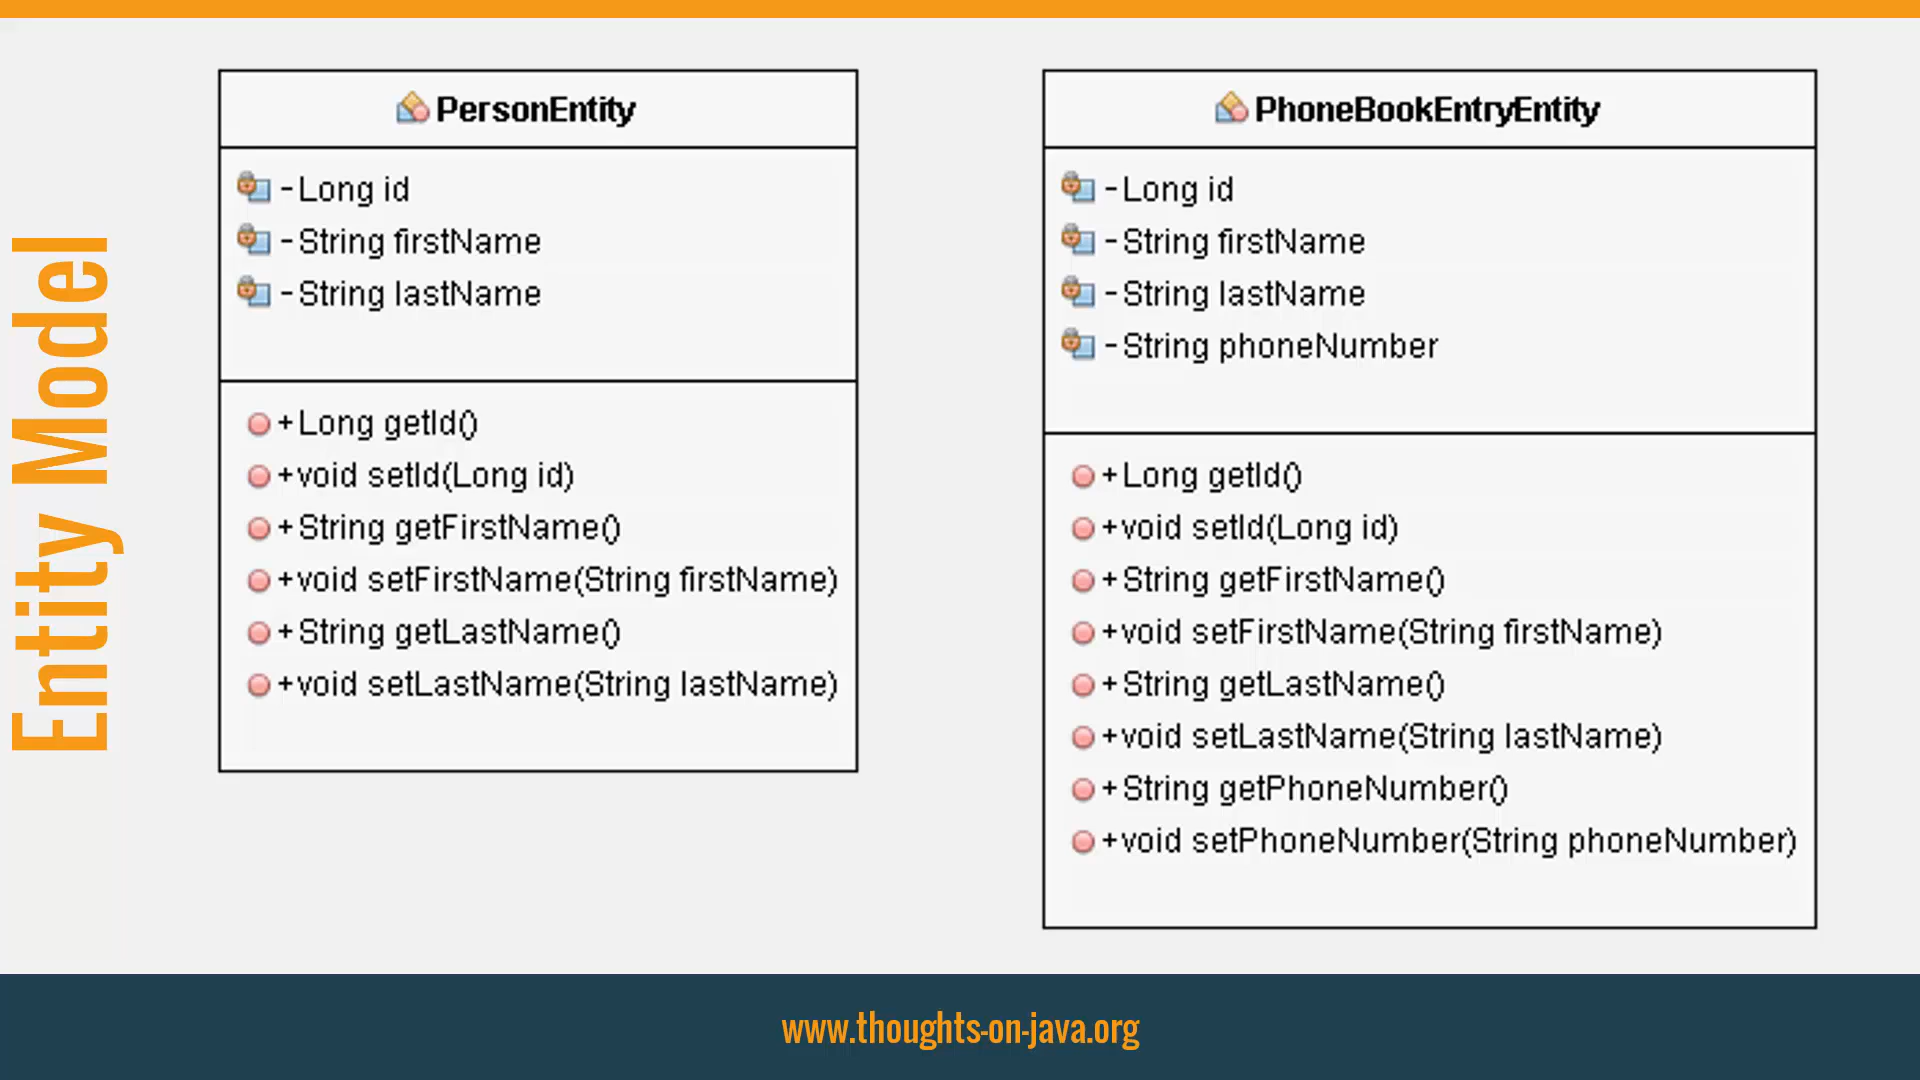 Entity Model
PersonEntity
-Long id
-String firstName
-String lastName
+Long getId()
+void setId(Long id)
+String getFirstName()
+void setFirstName(String firstName)
+String getLastName()
+void setLastName(String lastName)
PhoneBookEntryEntity
-Long id
-String firstName
-String lastName
-String phoneNumber
+Long getId()
+void setId(Long id)
+String getFirstName()
+void setFirstName(String firstName)
+String getLastName()
+void setLastName(String lastName)
+String getPhoneNumber()
+void setPhoneNumber(String phoneNumber)
www.thoughts-on-java.org